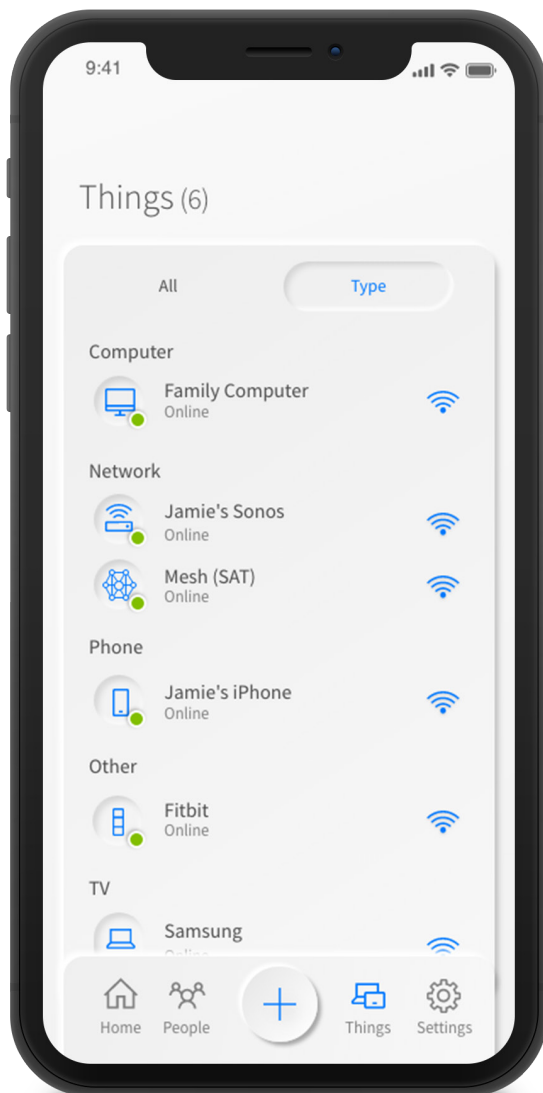 9:41
Things (6)
All
Type
Computer
Family Computer
Online
Network
Jamie's Sonos
Online
Mesh (SAT)
Online
Phone
Jamie's iPhone
Online
Other
Fitbit
Online
TV
Samsung
Online
Home
People
Things
Settings